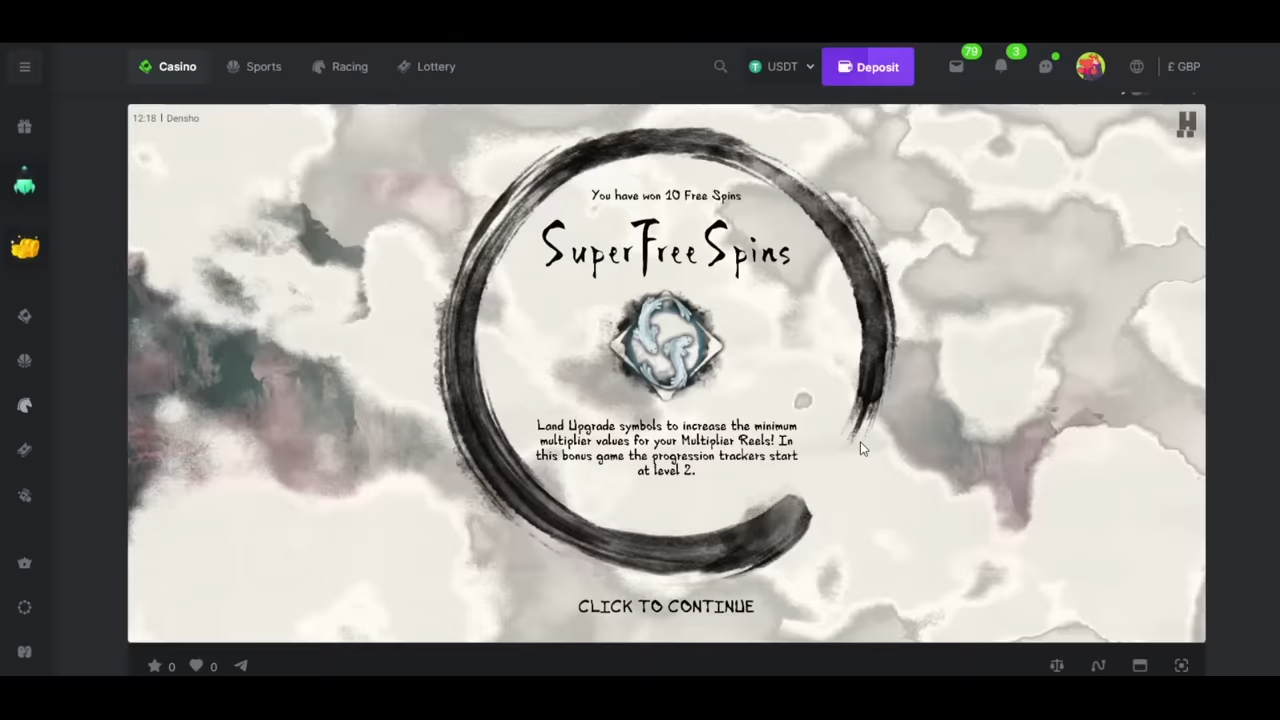 Casino
Sports
Racing
Lottery
USDT
Deposit
79
3
£ GBP
12:18 | Densho
You have won 10 Free Spins
Super Free Spins
Land Upgrade symbols to increase the minimum
multiplier values for your Multiplier Reels! In
this bonus game the progression trackers start
at level 2.
CLICK TO CONTINUE
0
0